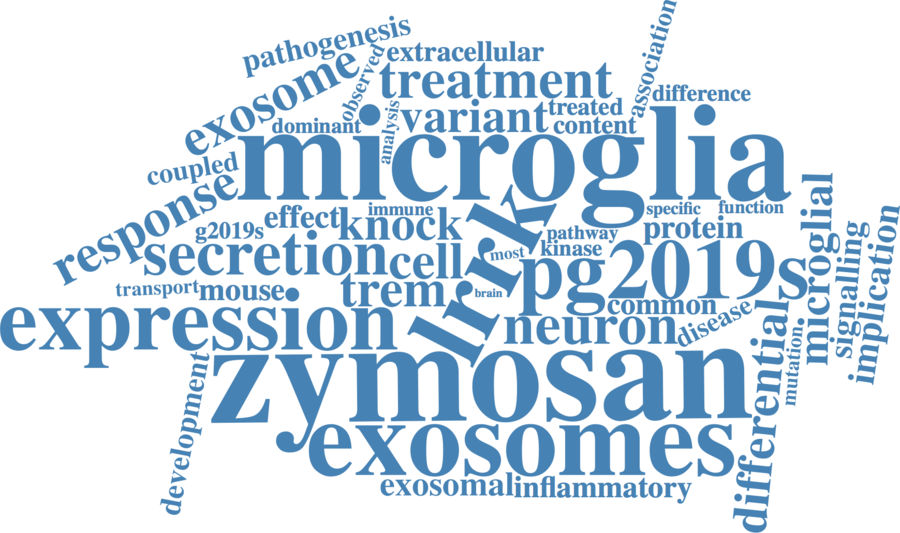 pathogenesis
association
observed
extracellular
exosome
treatment
difference
analysis
variant
treated
dominant
content
microglia
coupled
response
lrrk
microglial
g2019s
effect
immune
knock
specific
function
protein
pathway
kinase
signalling
implication
secretion
cell
most
pg2019s
transport
mouse
trem
brain
common
expression
neuron
disease
differential
mutation
development
zymosan
exosomes
exosomal
inflammatory